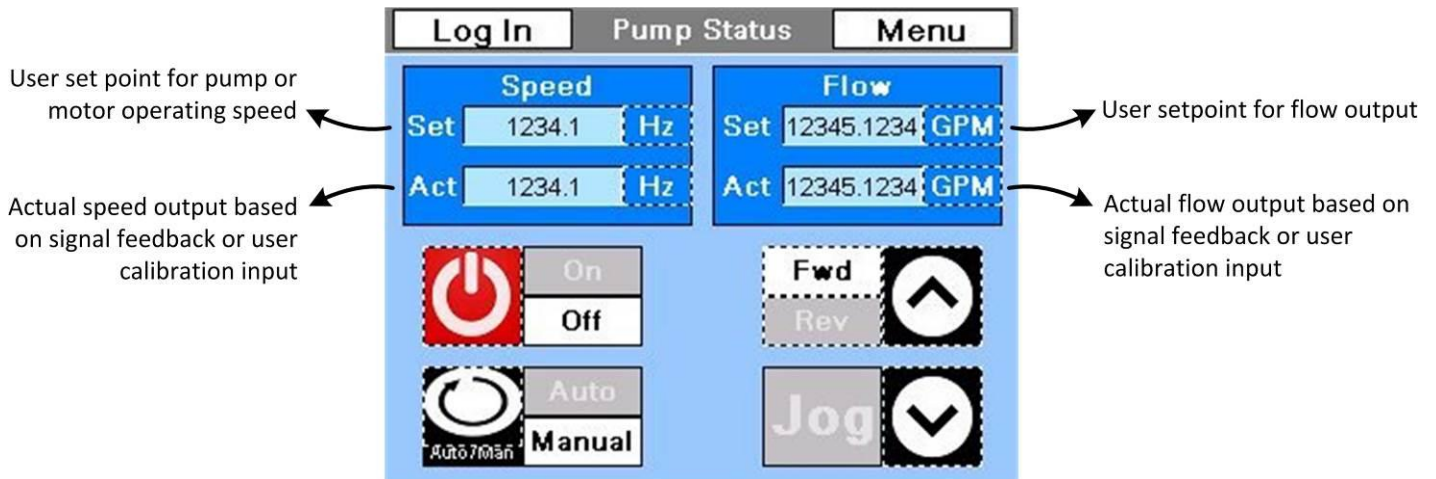 Log In
Pump Status
Menu
User set point for pump or
motor operating speed
Speed
Set 1234.1 Hz
Act 1234.1 Hz
Flow
Set 12345.1234 GPM
Act 12345.1234 GPM
User setpoint for flow output
Actual speed output based
on signal feedback or user
calibration input
Actual flow output based on
signal feedback or user
calibration input
On
Off
Fwd
Rev
Auto/Man
Auto
Manual
Jog